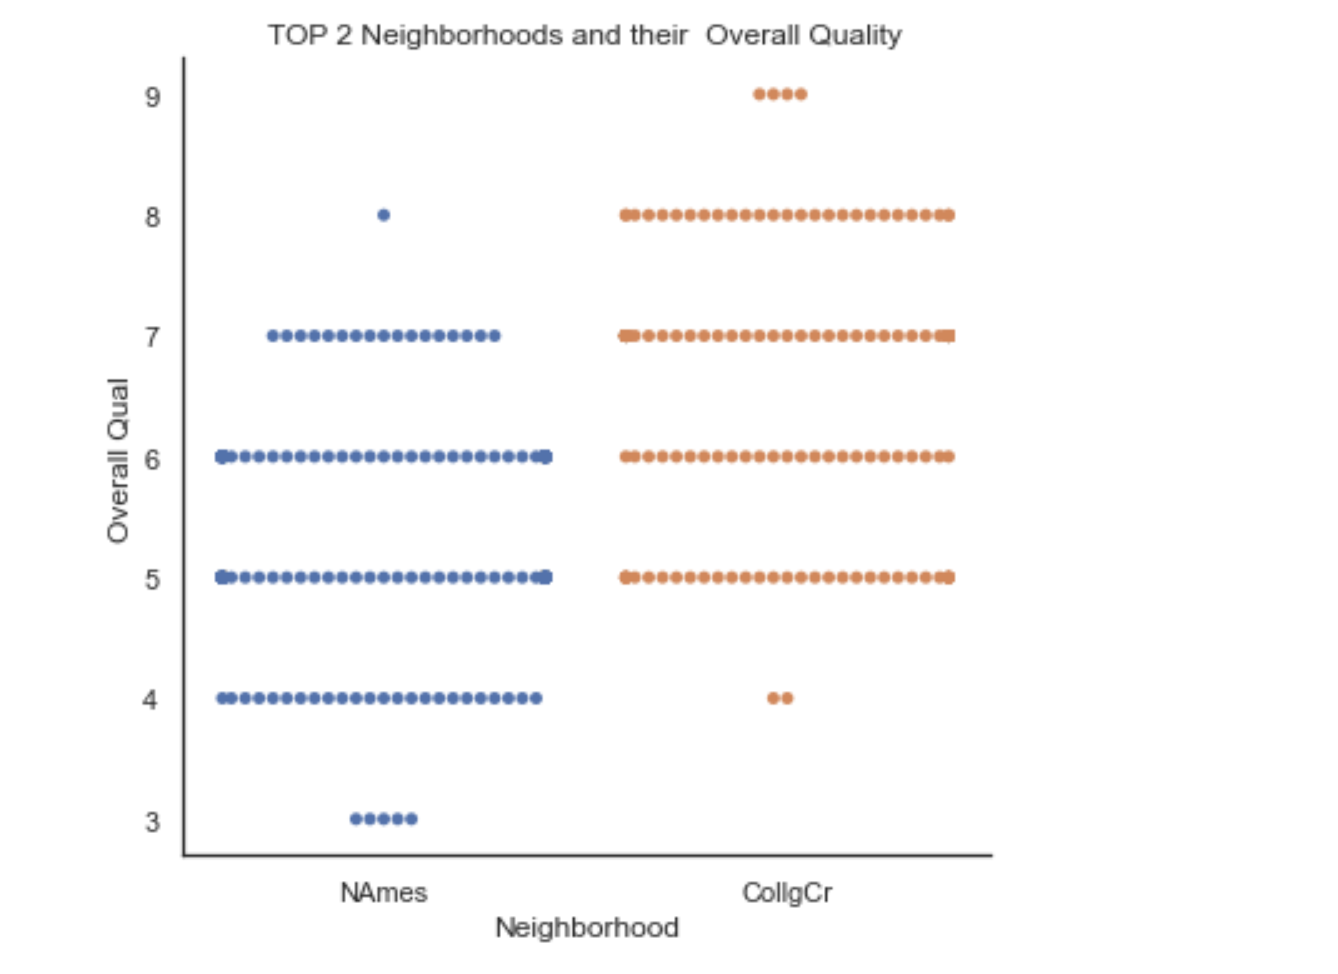 TOP 2 Neighborhoods and their  Overall Quality
9
8
7
6
5
4
3
Overall Qual
NAmes
CollgCr
Neighborhood